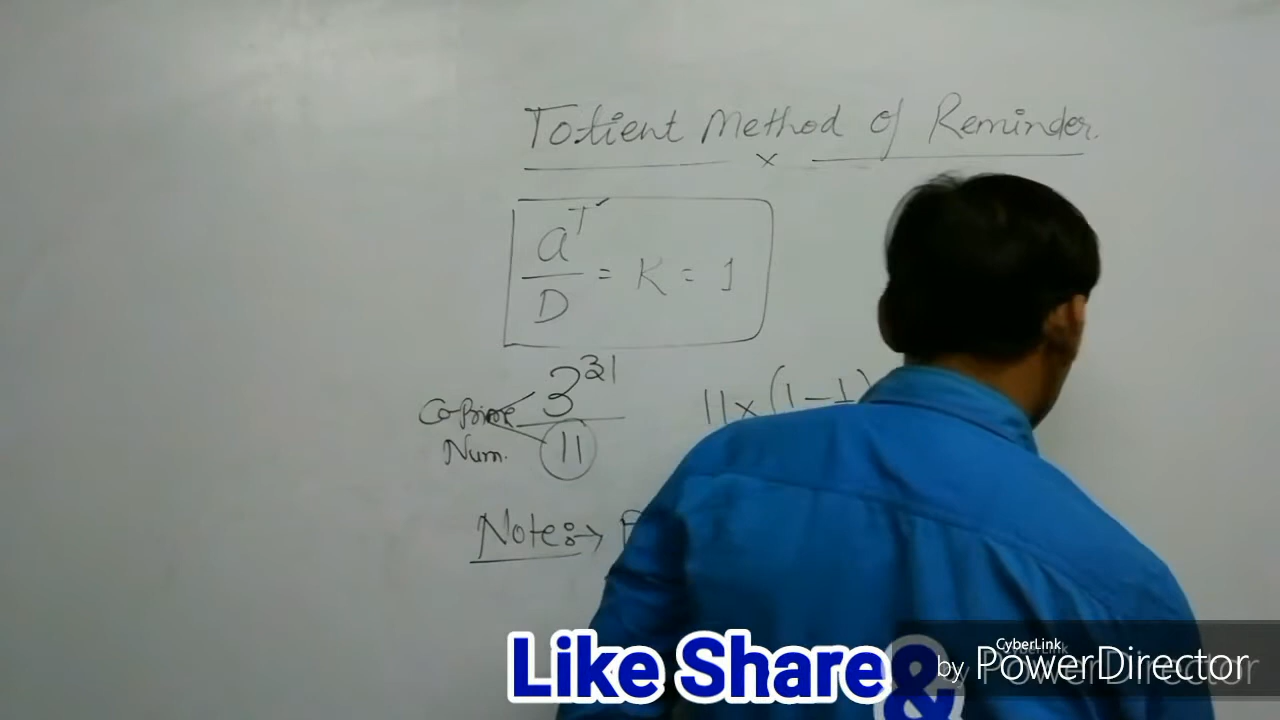 Totient Method of Reminder.
x
a^T
D = K = 1
3^21
Co-Prime
Num. 11
11 x (1 - 1
Note:→
Like Share &
CyberLink
by PowerDirector